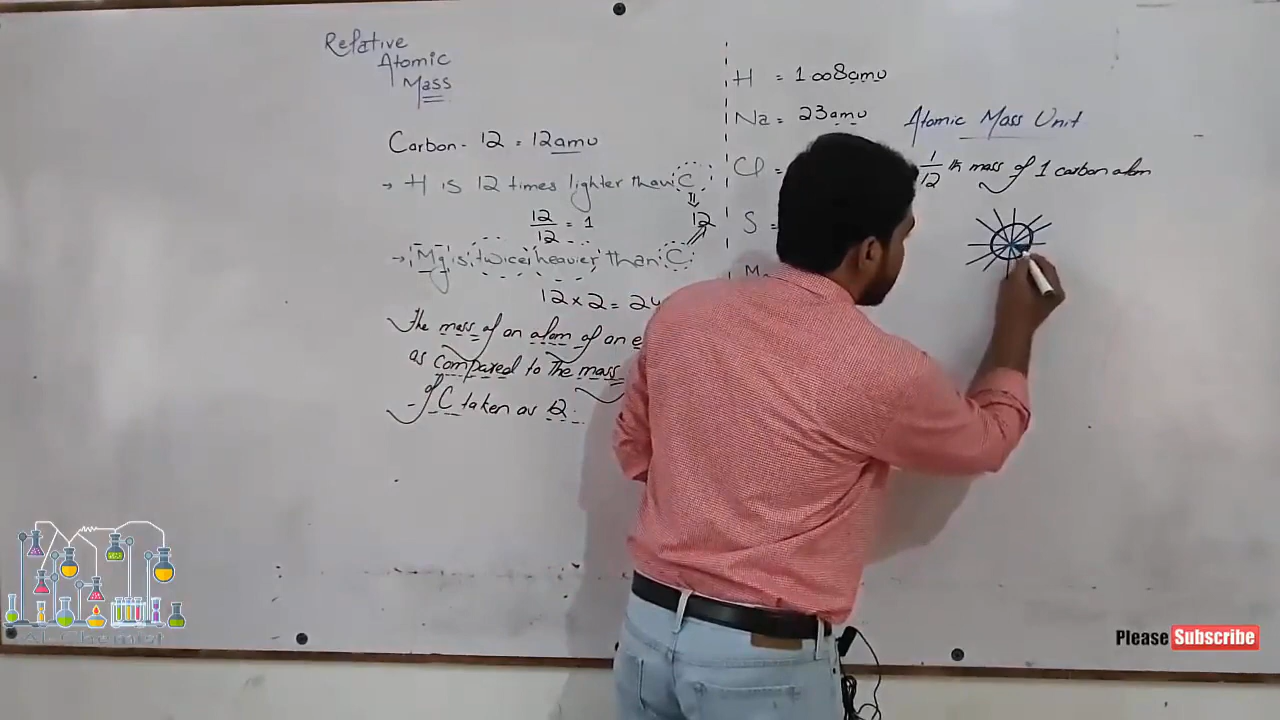 Relative
Atomic
Mass
Carbon - 12 = 12amu
→ H is 12 times lighter than C
12/12 = 1
12
→ Mg is twice heavier than C
12 × 2 = 24
The mass of an atom of an
as compared to the mass
of C taken as 12.
H = 1.008amu
Na = 23amu
Cl =
S =
Mg
Atomic Mass Unit
1/12 th mass of 1 carbon atom
Al-Chemist
Please Subscribe